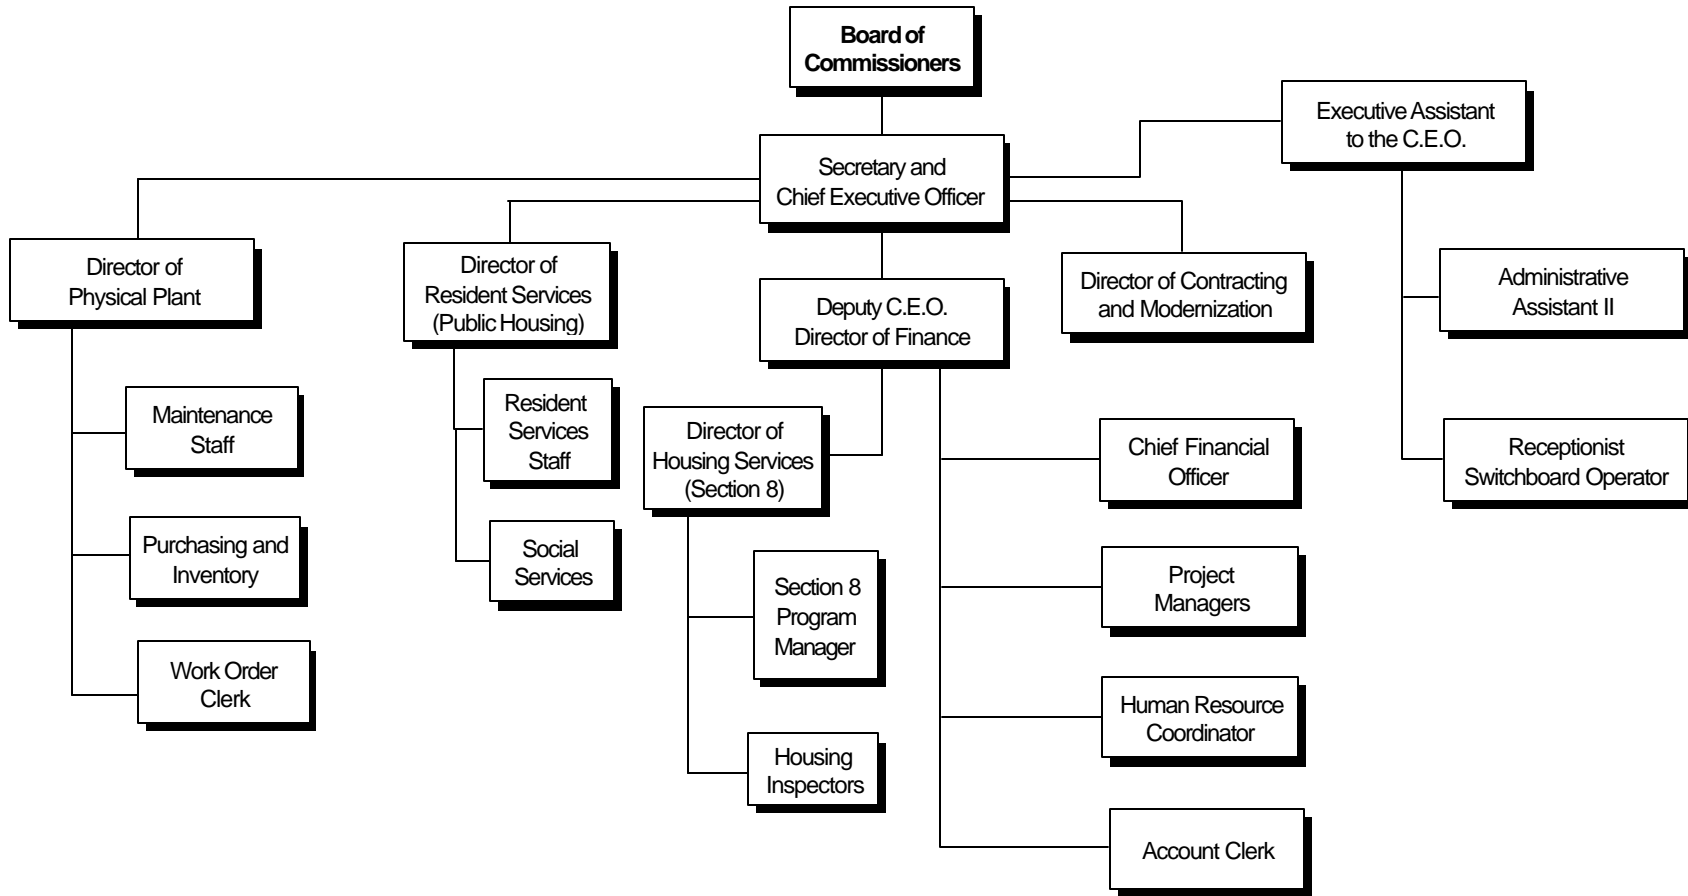 Board of
Commissioners
Executive Assistant
to the C.E.O.
Secretary and
Chief Executive Officer
Director of
Physical Plant
Director of
Resident Services
(Public Housing)
Deputy C.E.O.
Director of Finance
Director of Contracting
and Modernization
Administrative
Assistant II
Maintenance
Staff
Resident
Services
Staff
Director of
Housing Services
(Section 8)
Chief Financial
Officer
Receptionist
Switchboard Operator
Purchasing and
Inventory
Social
Services
Section 8
Program
Manager
Project
Managers
Work Order
Clerk
Human Resource
Coordinator
Housing
Inspectors
Account Clerk